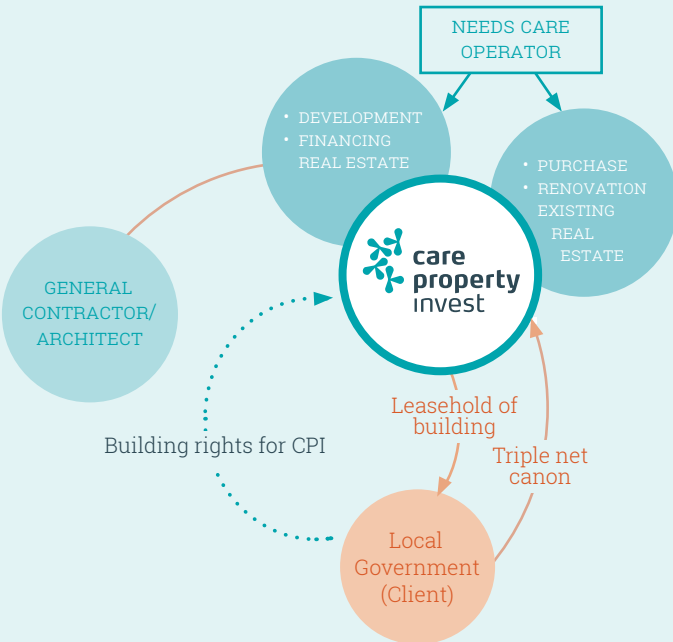 NEEDS CARE
OPERATOR
• DEVELOPMENT
• FINANCING
REAL ESTATE
• PURCHASE
• RENOVATION
EXISTING
REAL
ESTATE
care
property
invest
GENERAL
CONTRACTOR/
ARCHITECT
Leasehold of
building
Building rights for CPI
Triple net
canon
Local
Government
(Client)